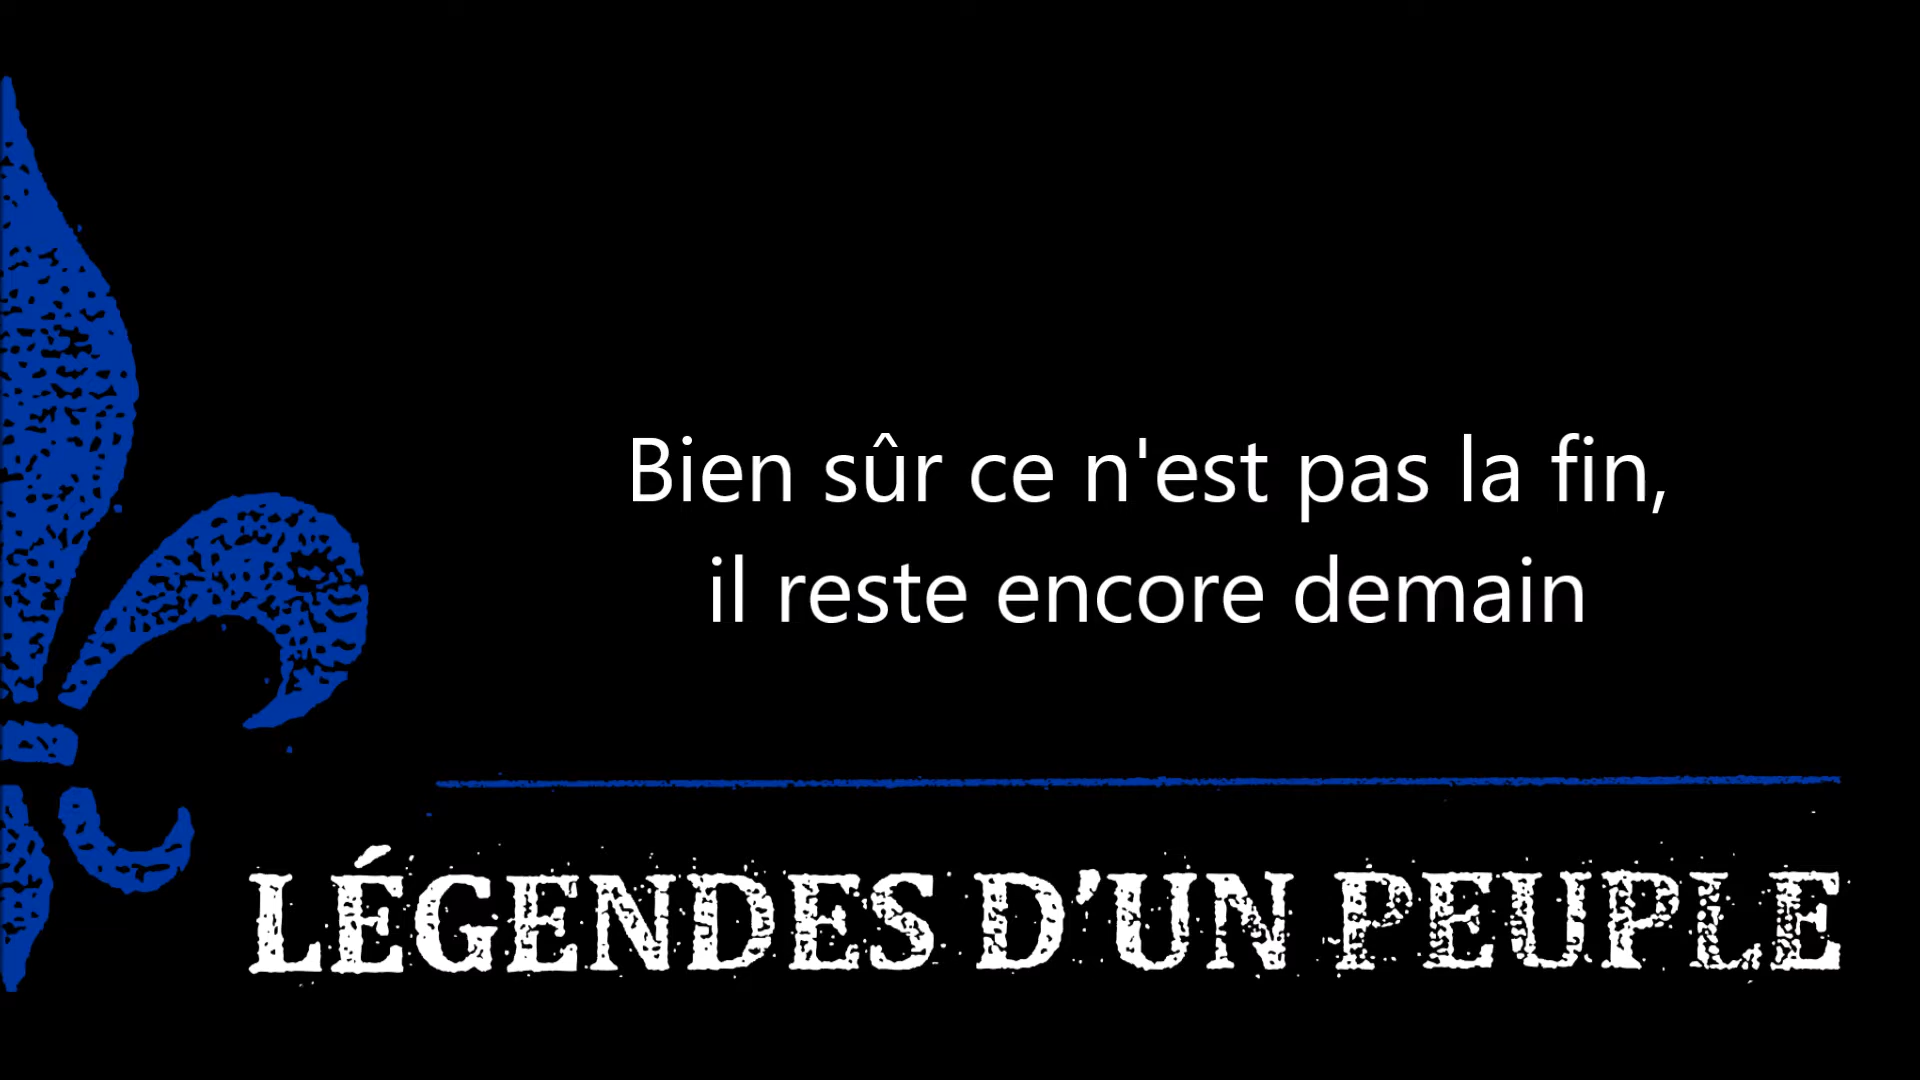 Bien sûr ce n'est pas la fin,
il reste encore demain
LÉGENDES D'UN PEUPLE